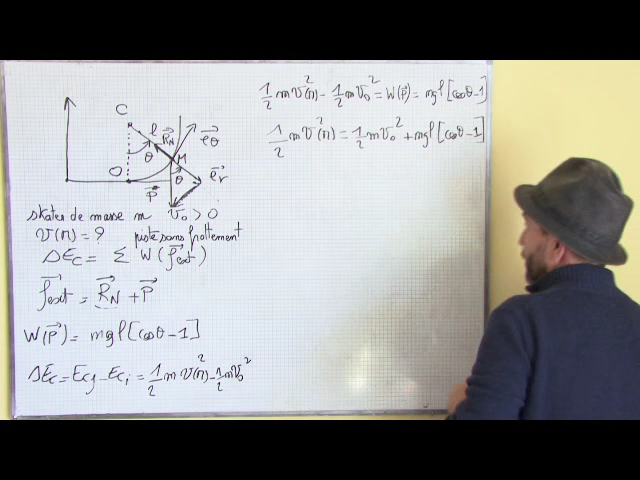 C
l
R_N
e_θ
θ
M
O
θ
e_r
P
skater de masse m v₀ > 0
v(M) = ? piste sans frottement
ΔE_C = Σ W(f_ext)
f_ext = R_N + P
W(P) = mgl[cosθ-1]
ΔE_C = E_Cf - E_Ci = 1/2 m v(M)² - 1/2 m v₀²
1/2 m v²(M) - 1/2 m v₀² = W(P) = mgl[cosθ-1]
1/2 m v²(M) = 1/2 m v₀² + mgl[cosθ-1]